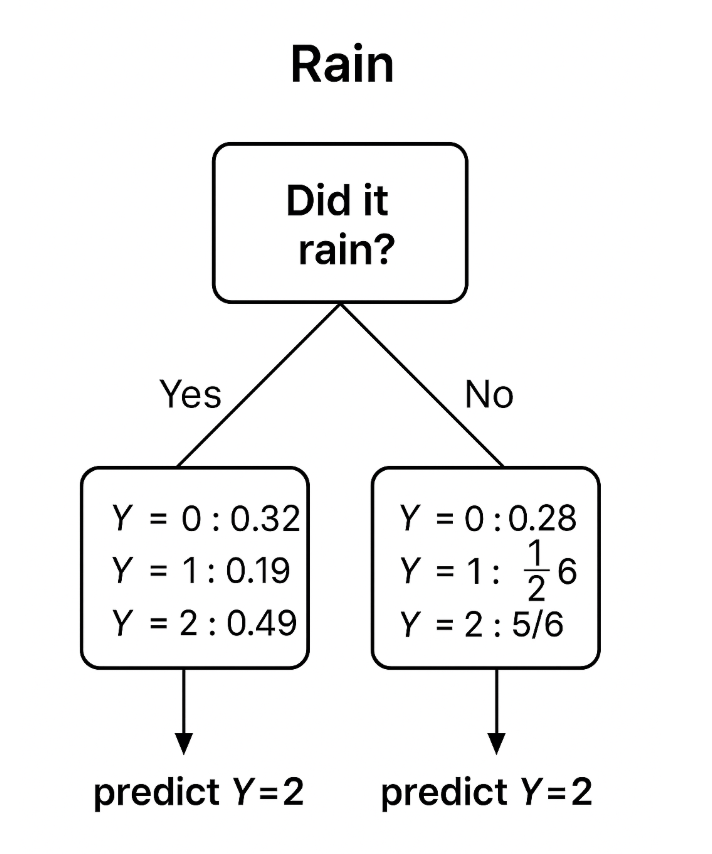 Rain
Did it
rain?
Yes
No
Y = 0 : 0.32
Y = 1 : 0.19
Y = 2 : 0.49
Y = 0 : 0.28
Y = 1 : 1/2 6
Y = 2 : 5/6
predict Y=2
predict Y=2